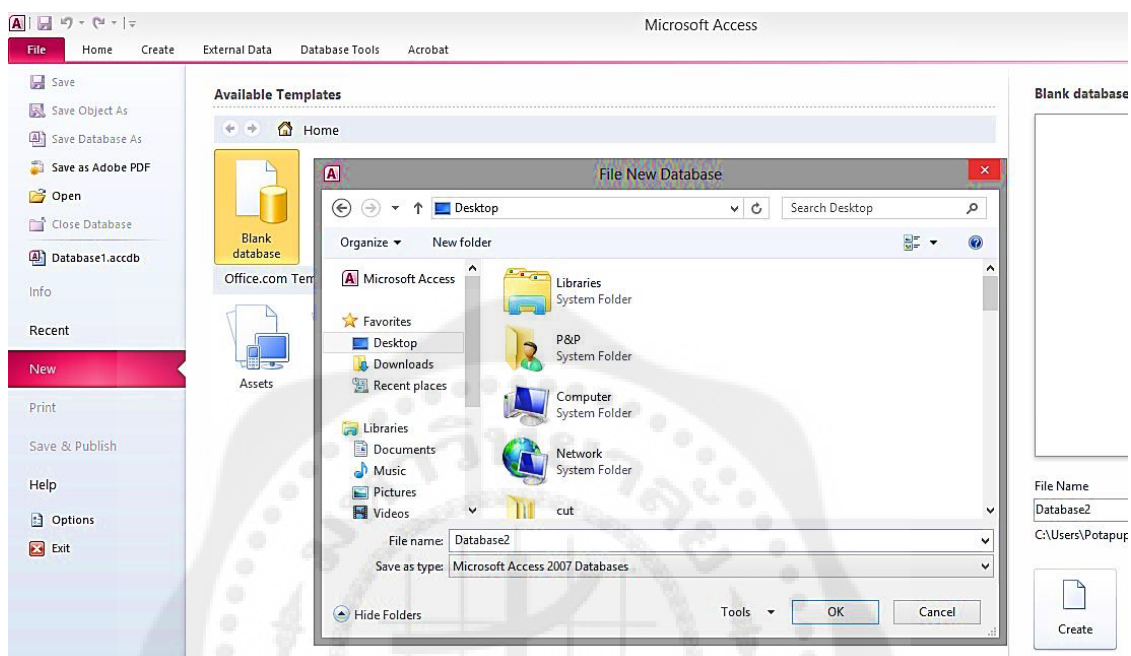 Microsoft Access
File Home Create External Data Database Tools Acrobat
Save
Save Object As
Save Database As
Save as Adobe PDF
Open
Close Database
Database1.accdb
Info
Recent
New
Print
Save & Publish
Help
Options
Exit
Available Templates
Home
Blank
database
Office.com Tem
Assets
File New Database
Desktop
Search Desktop
Organize New folder
Microsoft Access
Favorites
Desktop
Downloads
Recent places
Libraries
Documents
Music
Pictures
Videos
Libraries
System Folder
P&P
System Folder
Computer
System Folder
Network
System Folder
cut
File name: Database2
Save as type: Microsoft Access 2007 Databases
Hide Folders
Tools OK Cancel
Blank database
File Name
Database2
C:\Users\Potapup
Create